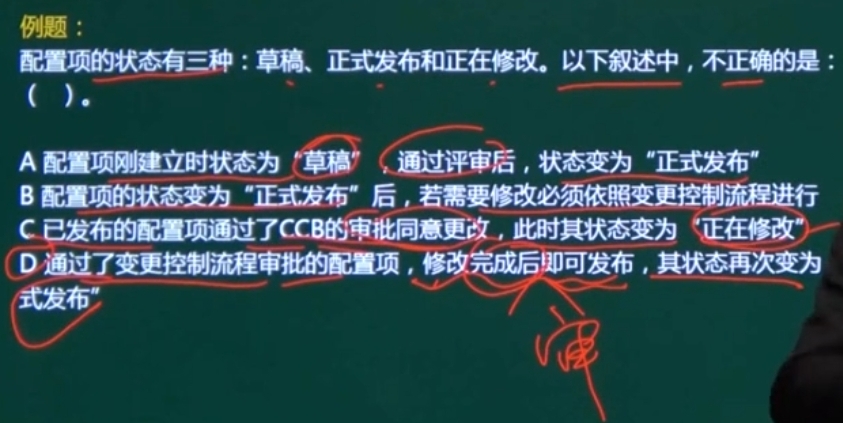 例题：
配置项的状态有三种：草稿、正式发布和正在修改。以下叙述中，不正确的是：
（ ）。
A 配置项刚建立时状态为“草稿”，通过评审后，状态变为“正式发布”
B 配置项的状态变为“正式发布”后，若需要修改必须依照变更控制流程进行
C 已发布的配置项通过了CCB的审批同意更改，此时其状态变为“正在修改”
D 通过了变更控制流程审批的配置项，修改完成后即可发布，其状态再次变为
式发布”